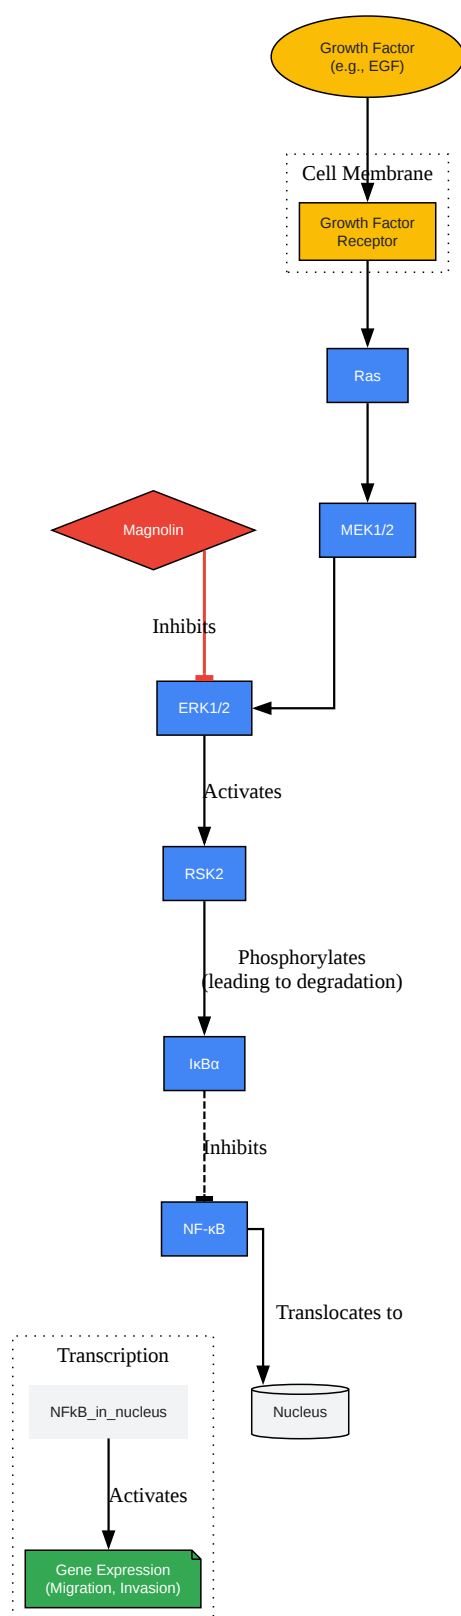 Growth Factor
(e.g., EGF)
Cell Membrane
Growth Factor
Receptor
Ras
Magnolin
MEK1/2
Inhibits
ERK1/2
Activates
RSK2
Phosphorylates
(leading to degradation)
IκBα
Inhibits
NF-κB
Translocates to
Transcription
NFkB_in_nucleus
Nucleus
Activates
Gene Expression
(Migration, Invasion)